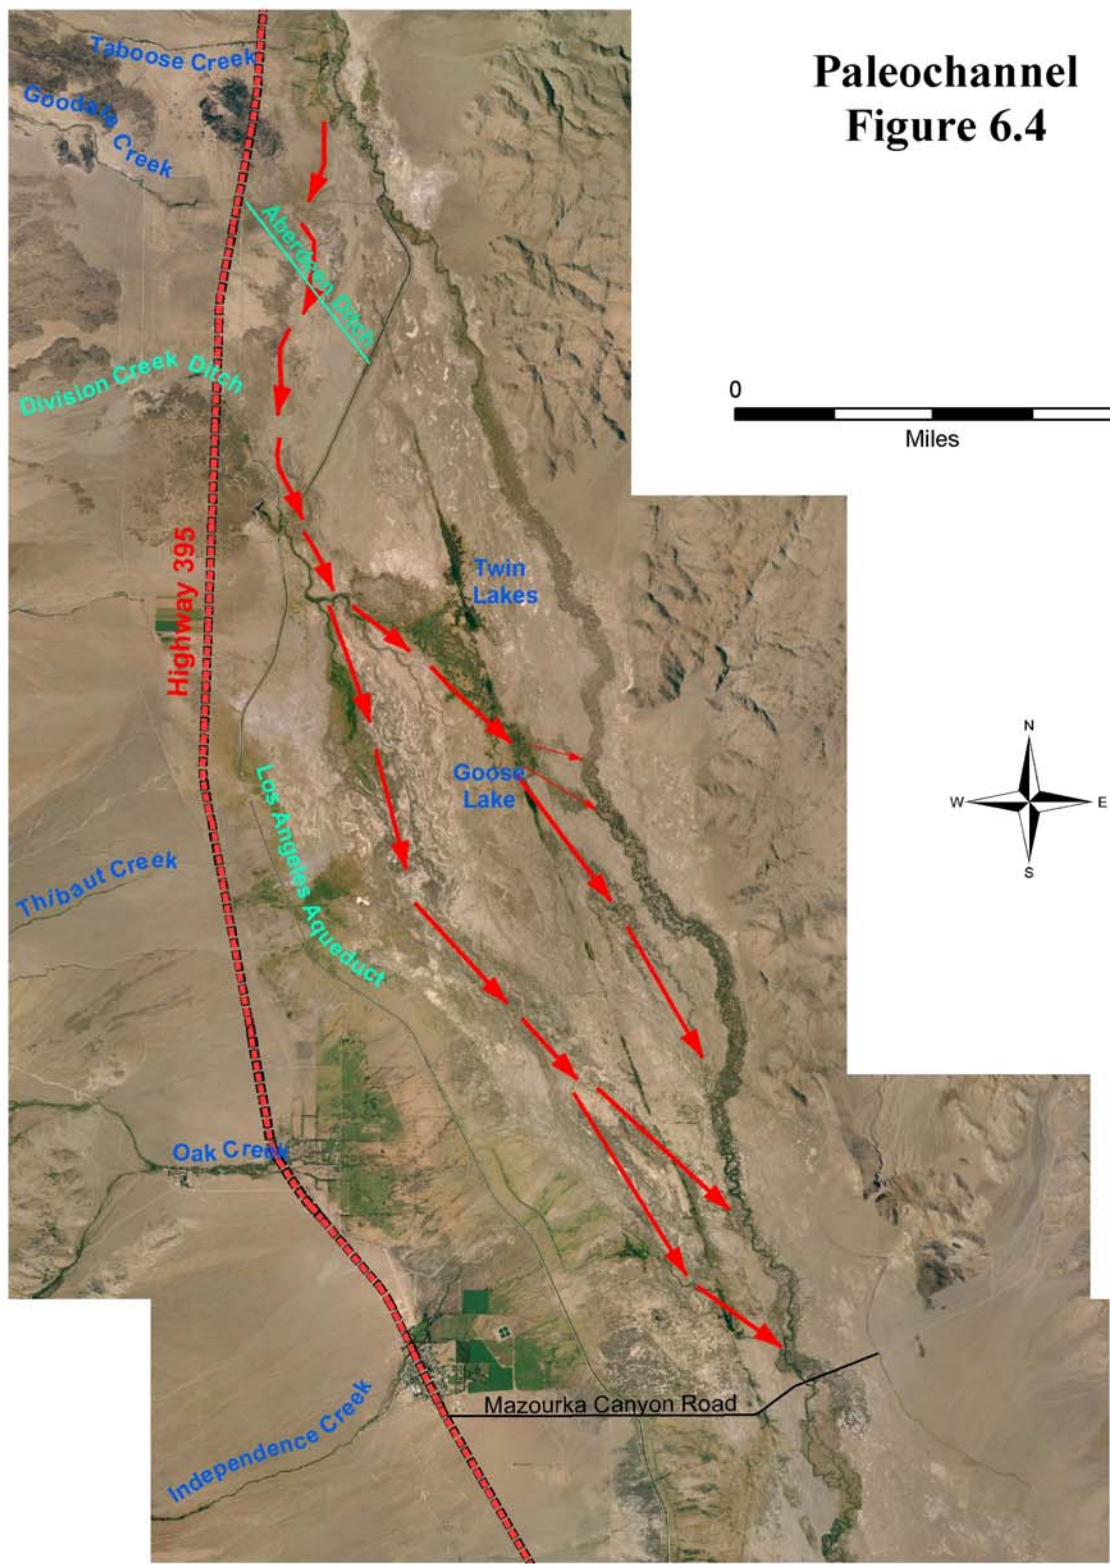 Paleochannel
Figure 6.4
Taboose Creek
Goodale Creek
Aberdeen Ditch
Division Creek Ditch
0
Miles
Highway 395
Twin
Lakes
Goose
Lake
N
W
E
S
Los Angeles Aqueduct
Thibaut Creek
Oak Creek
Mazourka Canyon Road
Independence Creek